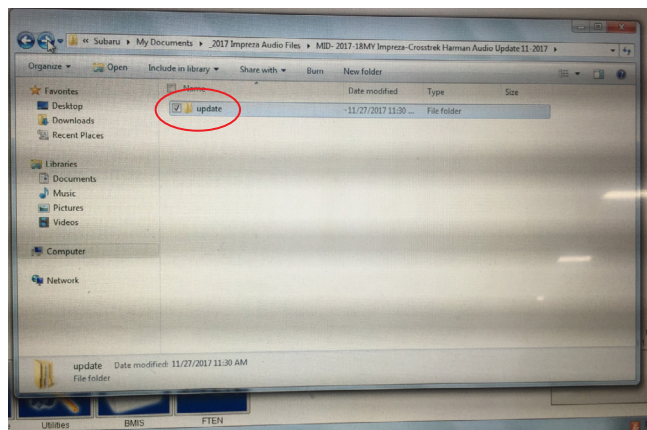 « Subaru ▸ My Documents ▸ _2017 Impreza Audio Files ▸ MID- 2017-18MY Impreza-Crosstrek Harman Audio Update 11-2017 ▸
Organize ▾ Open Include in library ▾ Share with ▾ Burn New folder
Favorites
Desktop
Downloads
Recent Places
Libraries
Documents
Music
Pictures
Videos
Computer
Network
Name Date modified Type Size
update -11/27/2017 11:30 ... File folder
update Date modified: 11/27/2017 11:30 AM
File folder
Utilities BMIS FTEN